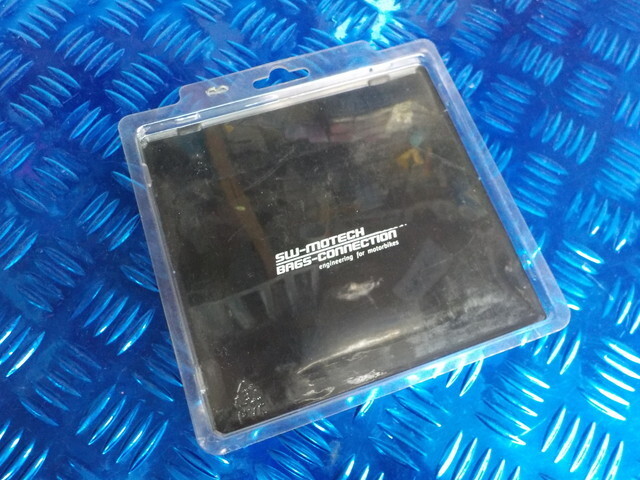 SW-MOTECH
BAGS-CONNECTION
engineering for motorbikes